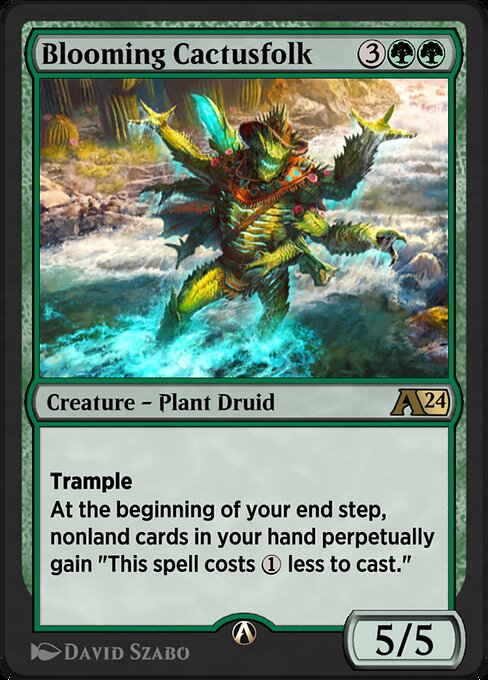 Blooming Cactusfolk 3
Creature – Plant Druid A24
Trample
At the beginning of your end step,
nonland cards in your hand perpetually
gain "This spell costs 1 less to cast."
David Szabo 5/5